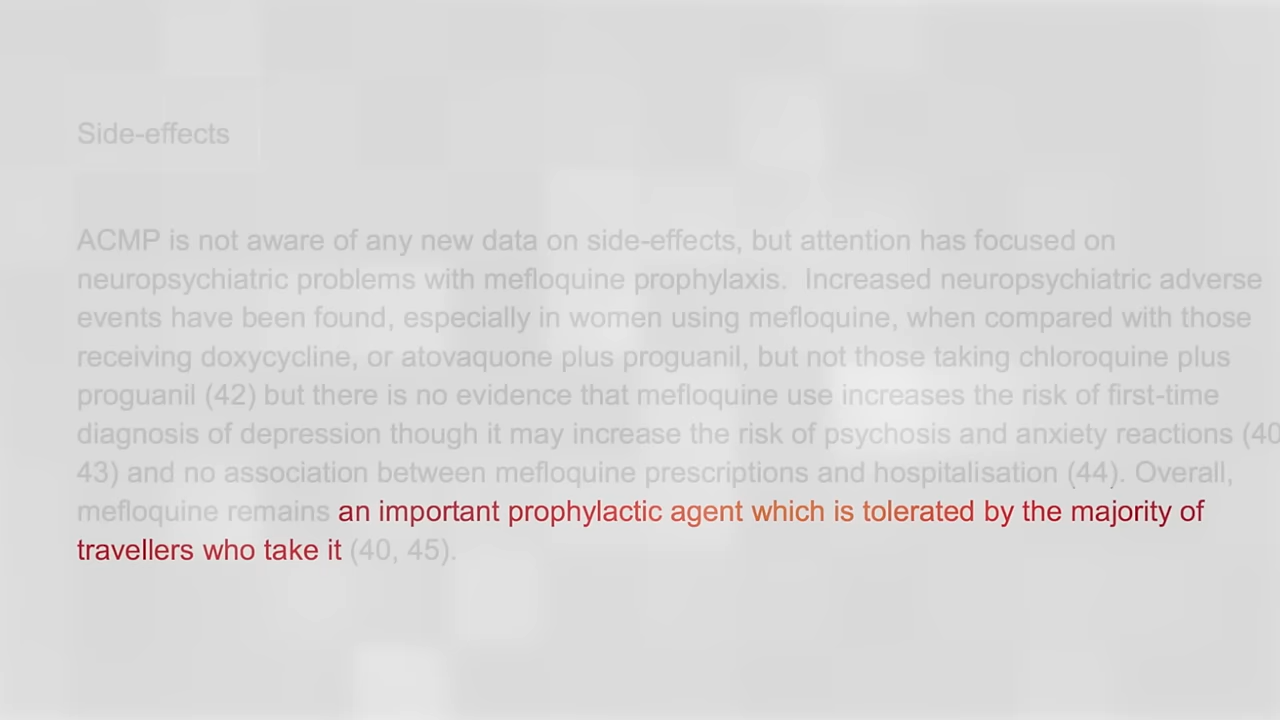 Side-effects
ACMP is not aware of any new data on side-effects, but attention has focused on
neuropsychiatric problems with mefloquine prophylaxis.  Increased neuropsychiatric adverse
events have been found, especially in women using mefloquine, when compared with those
receiving doxycycline, or atovaquone plus proguanil, but not those taking chloroquine plus
proguanil (42) but there is no evidence that mefloquine use increases the risk of first-time
diagnosis of depression though it may increase the risk of psychosis and anxiety reactions (40
43) and no association between mefloquine prescriptions and hospitalisation (44). Overall,
mefloquine remains an important prophylactic agent which is tolerated by the majority of
travellers who take it (40, 45).